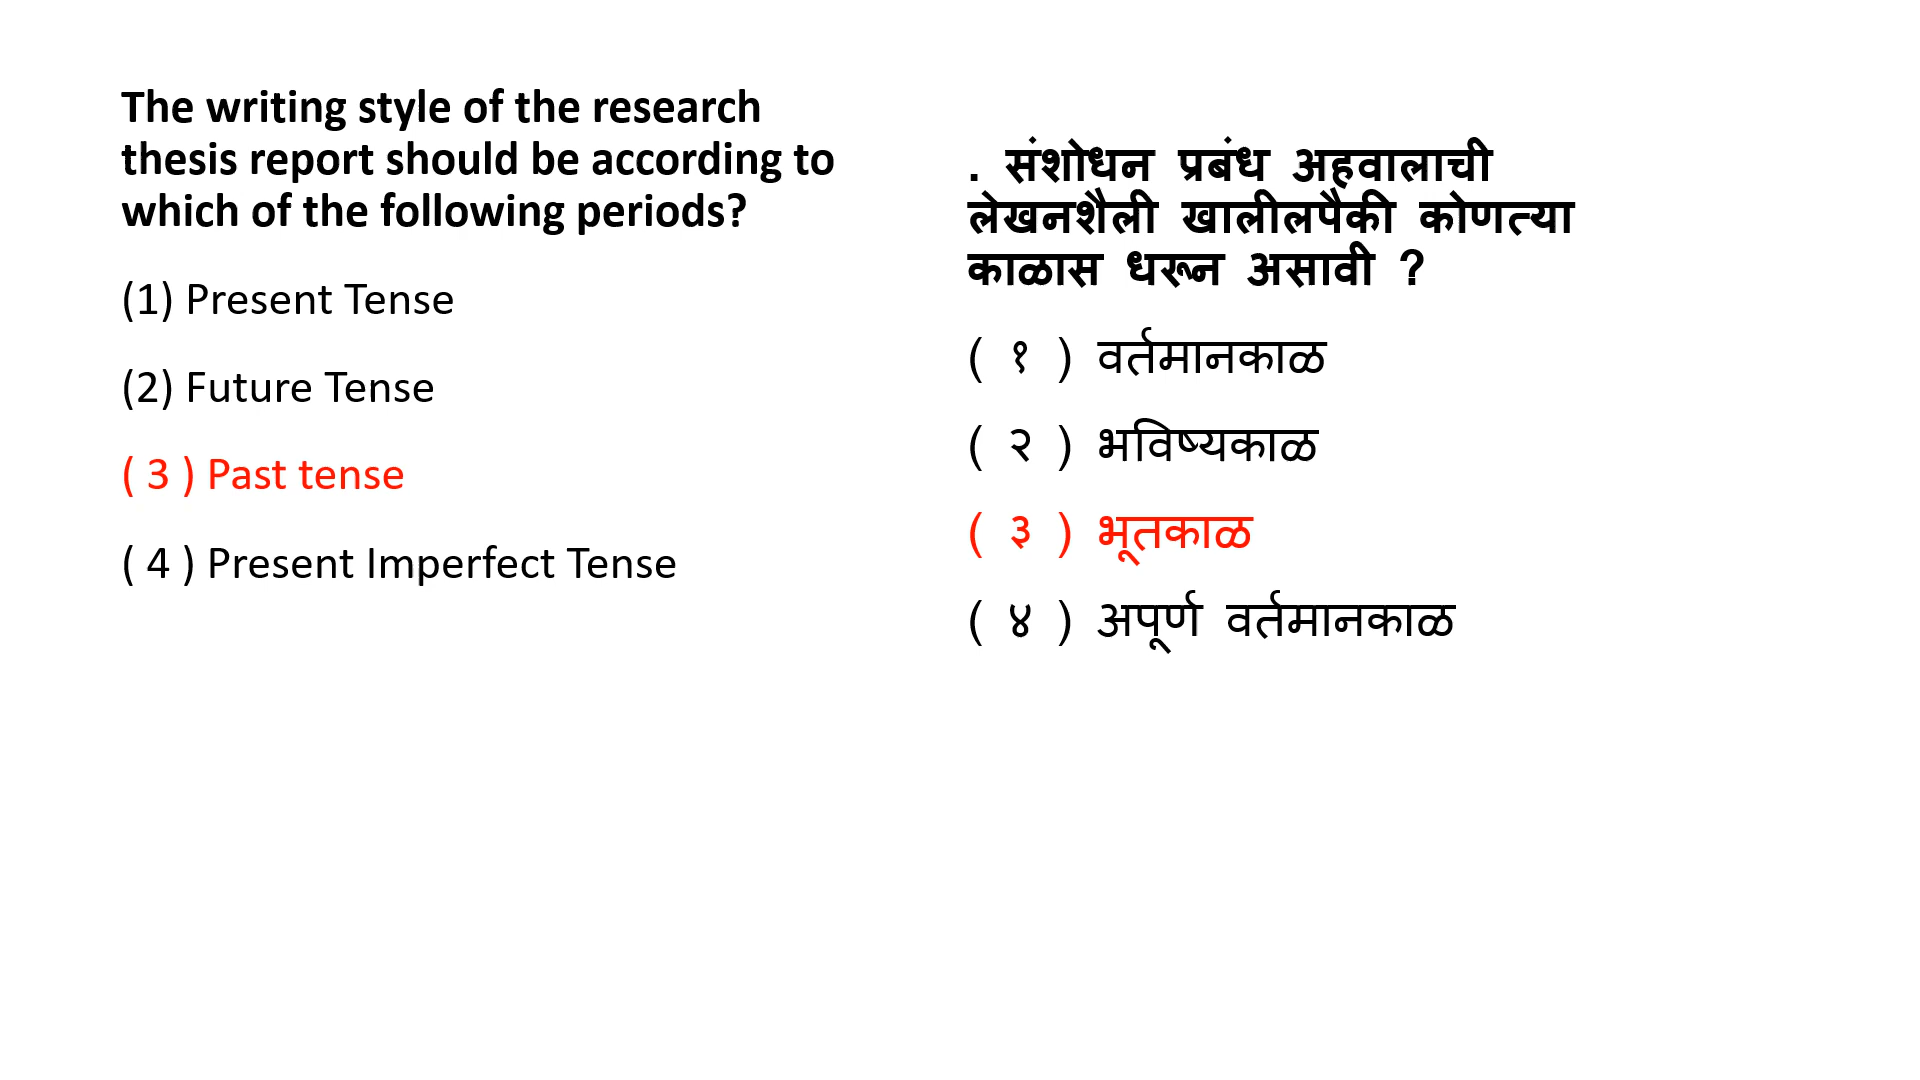 The writing style of the research
thesis report should be according to
which of the following periods?
(1) Present Tense
(2) Future Tense
( 3 ) Past tense
( 4 ) Present Imperfect Tense
. संशोधन प्रबंध अहवालाची
लेखनशैली खालीलपैकी कोणत्या
काळास धरून असावी ?
( १ ) वर्तमानकाळ
( २ ) भविष्यकाळ
( ३ ) भूतकाळ
( ४ ) अपूर्ण वर्तमानकाळ